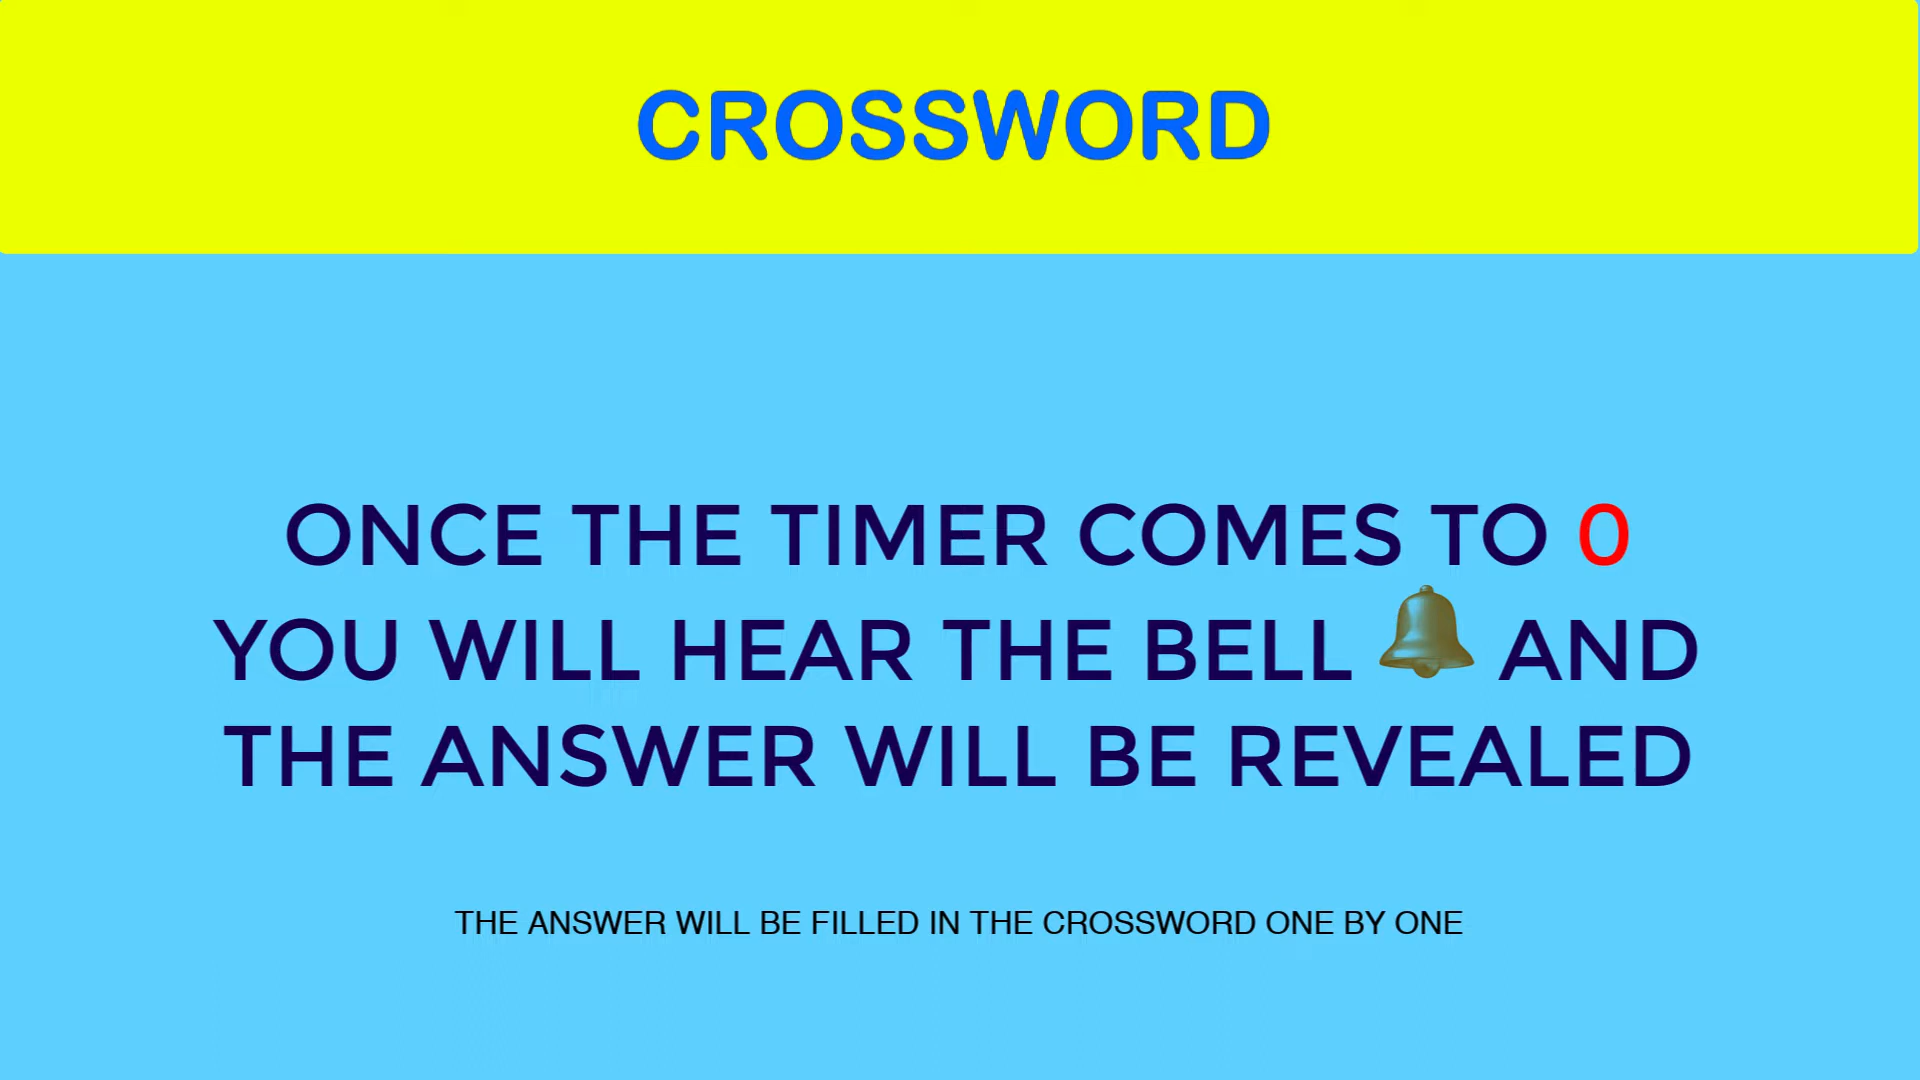 CROSSWORD
ONCE THE TIMER COMES TO 0
YOU WILL HEAR THE BELL AND
THE ANSWER WILL BE REVEALED
THE ANSWER WILL BE FILLED IN THE CROSSWORD ONE BY ONE